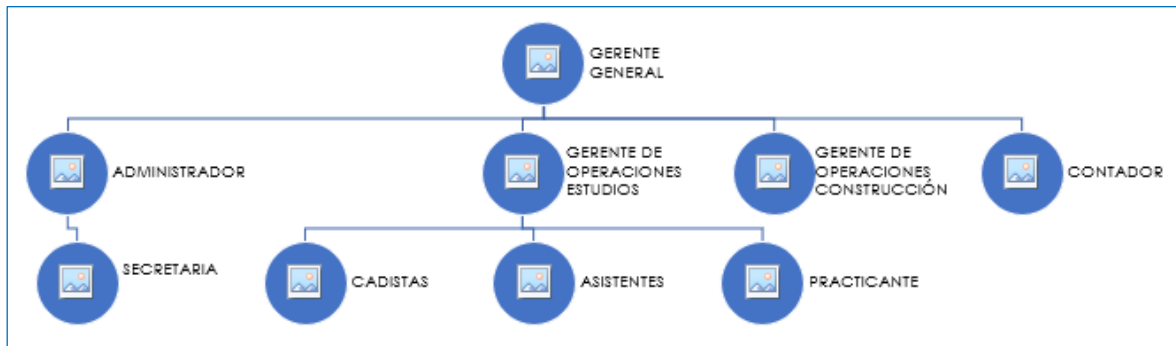 GERENTE
GENERAL
ADMINISTRADOR
GERENTE DE
OPERACIONES
ESTUDIOS
GERENTE DE
OPERACIONES
CONSTRUCCIÓN
CONTADOR
SECRETARIA
CADISTAS
ASISTENTES
PRACTICANTE